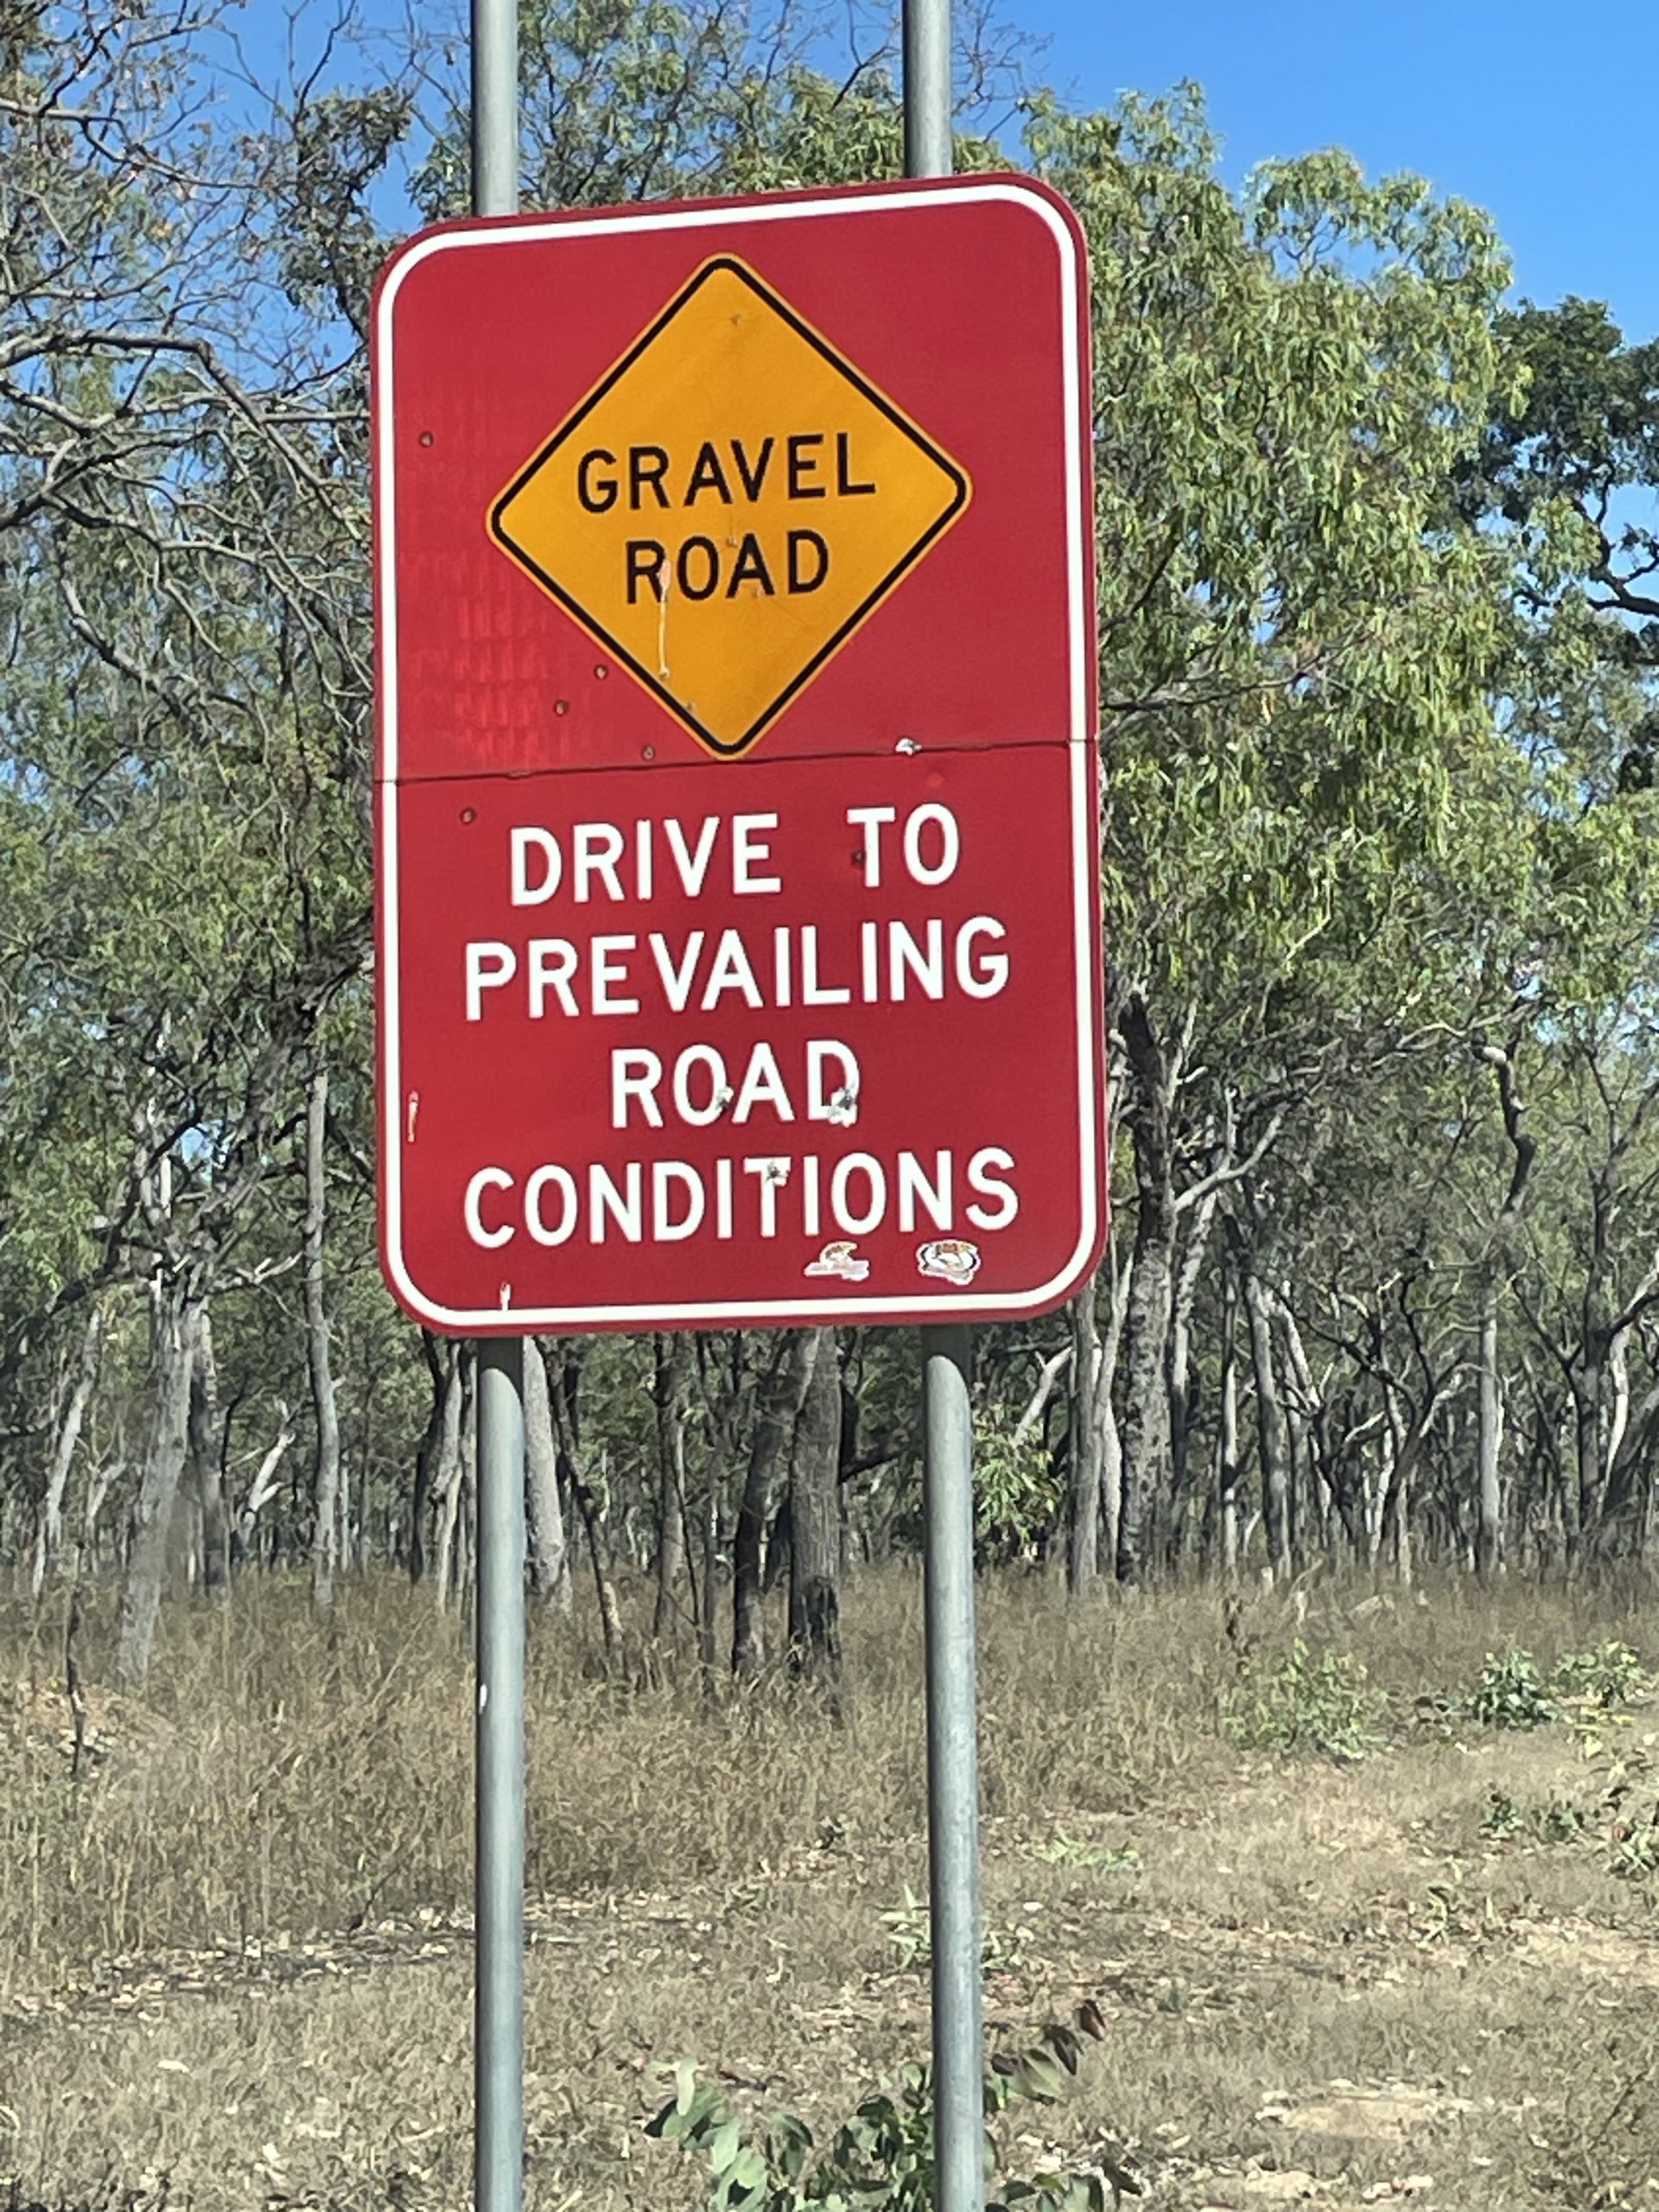 GRAVEL
ROAD
DRIVE TO
PREVAILING
ROAD
CONDITIONS